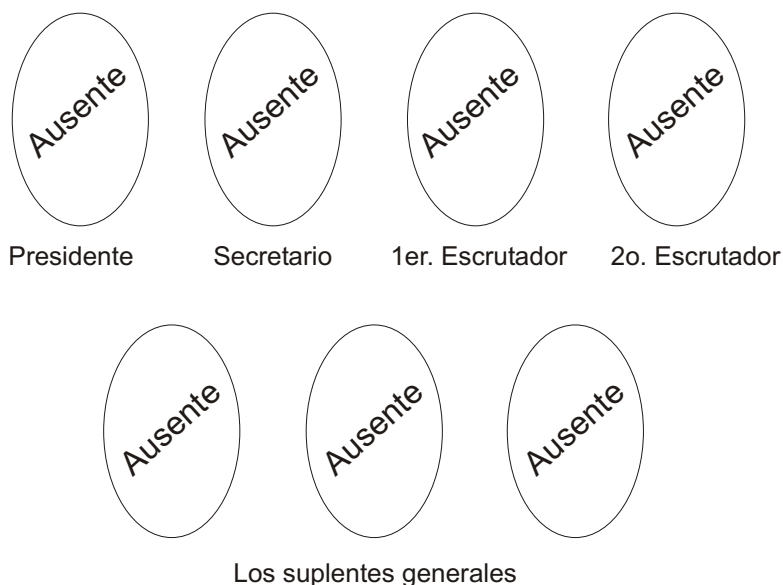 Ausente Ausente Ausente Ausente
Presidente Secretario 1er. Escrutador 2o. Escrutador
Ausente Ausente Ausente
Los suplentes generales